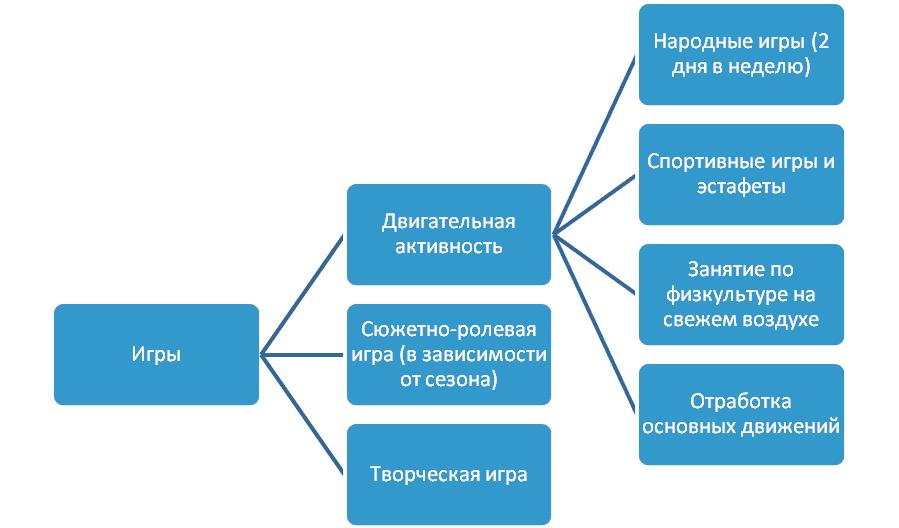 Игры
Двигательная
активность
Сюжетно-ролевая
игра (в зависимости
от сезона)
Творческая игра
Народные игры (2
дня в неделю)
Спортивные игры и
эстафеты
Занятие по
физкультуре на
свежем воздухе
Отработка
основных движений